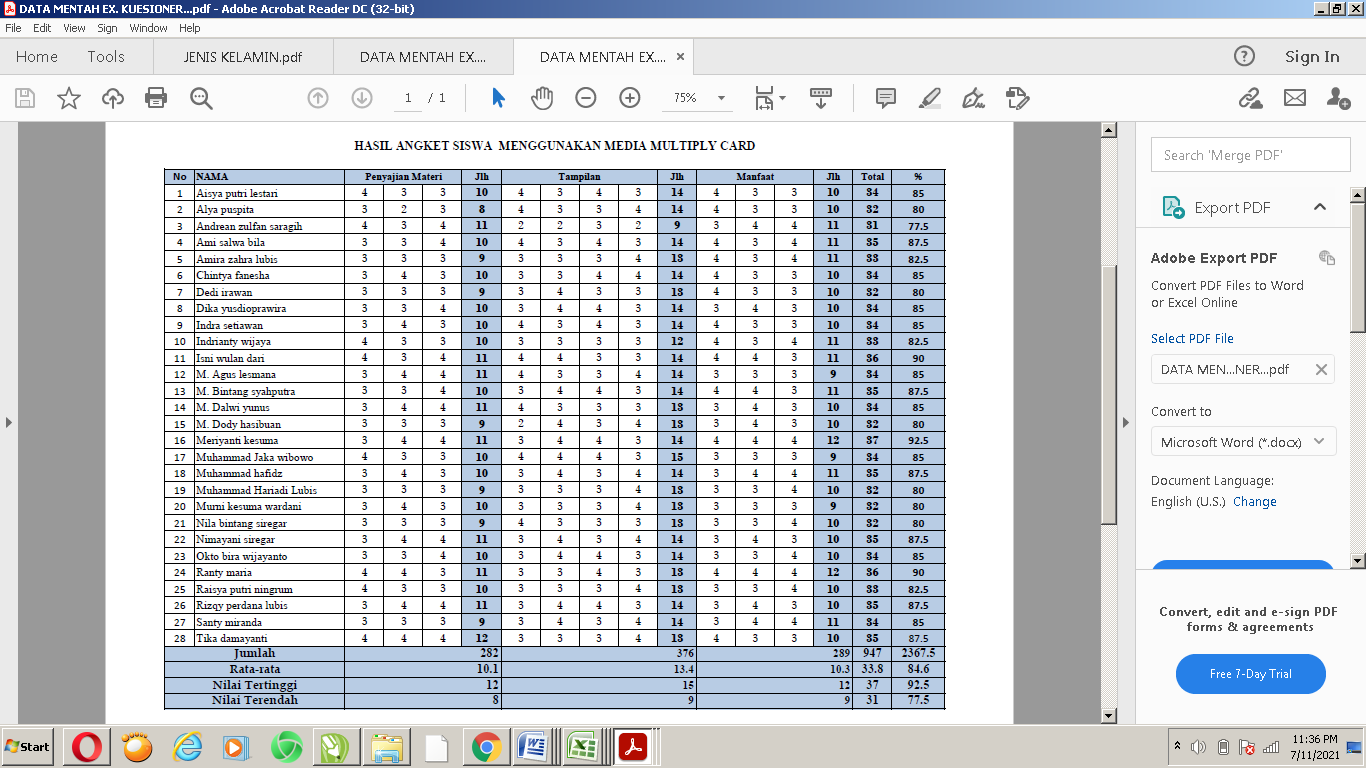 DATA MENTAH EX. KUESIONER...pdf - Adobe Acrobat Reader DC (32-bit)
File Edit View Sign Window Help
Home Tools JENIS KELAMIN.pdf DATA MENTAH EX.... DATA MENTAH EX.... × ? Sign In
1 / 1 75%
HASIL ANGKET SISWA MENGGUNAKAN MEDIA MULTIPLY CARD
No NAMA Penyajian Materi Jlh Tampilan Jlh Manfaat Jlh Total %
1 Aisya putri lestari 4 3 3 10 4 3 4 3 14 4 3 3 10 34 85
2 Alya puspita 3 2 3 8 4 3 3 4 14 4 3 3 10 32 80
3 Andrean zulfan saragih 4 3 4 11 2 2 3 2 9 3 4 4 11 31 77.5
4 Ami salwa bila 3 3 4 10 4 3 4 3 14 4 3 4 11 35 87.5
5 Amira zahra lubis 3 3 3 9 3 3 3 4 13 4 3 4 11 33 82.5
6 Chintya fanesha 3 4 3 10 3 3 4 4 14 4 3 3 10 34 85
7 Dedi irawan 3 3 3 9 3 4 3 3 13 4 3 3 10 32 80
8 Dika yusdioprawira 3 3 4 10 3 4 4 3 14 3 3 4 10 34 85
9 Indra setiawan 3 4 3 10 4 3 4 3 14 3 4 3 10 34 85
10 Indrianty wijaya 3 4 3 10 3 3 3 3 12 4 3 4 11 33 82.5
11 Isni wulan dari 4 3 4 11 4 4 3 3 14 4 4 3 11 36 90
12 M. Agus lesmana 3 4 4 11 4 3 3 4 14 3 3 3 9 34 85
13 M. Bintang syahputra 3 3 4 10 3 4 4 3 14 4 4 3 11 35 87.5
14 M. Dalwi yunus 3 4 4 11 4 3 3 3 13 3 4 3 10 34 85
15 M. Dody hasibuan 3 3 3 9 2 4 3 4 13 3 4 3 10 32 80
16 Meriyanti kesuma 3 4 4 11 3 4 4 3 14 4 4 4 12 37 92.5
17 Muhammad Jaka wibowo 4 3 3 10 4 4 4 3 15 3 3 3 9 34 85
18 Muhammad hafidz 3 4 3 10 3 4 3 4 14 3 4 4 11 35 87.5
19 Muhammad Hariadi Lubis 3 3 3 9 3 3 3 4 13 3 3 4 10 32 80
20 Murni kesuma wardani 3 4 3 10 3 3 3 4 13 3 3 3 9 32 80
21 Nila bintang siregar 3 3 3 9 4 3 3 3 13 3 3 4 10 32 80
22 Nimayani siregar 3 4 4 11 3 4 3 4 14 3 4 3 10 35 87.5
23 Okto bira wijayanto 3 3 4 10 3 4 4 3 14 3 3 4 10 34 85
24 Ranty maria 4 4 3 11 3 3 4 3 13 4 4 4 12 36 90
25 Raisya putri ningrum 4 3 3 10 3 3 3 4 13 3 3 4 10 33 82.5
26 Rizqy perdana lubis 3 4 4 11 3 4 4 3 14 3 4 3 10 35 87.5
27 Santy miranda 3 3 3 9 3 4 3 4 14 3 4 4 11 34 85
28 Tika damayanti 4 4 4 12 3 3 3 4 13 4 3 3 10 35 87.5
Jumlah 282 376 289 947 2367.5
Rata-rata 10.1 13.4 10.3 33.8 84.6
Nilai Tertinggi 12 15 12 37 92.5
Nilai Terendah 8 9 9 31 77.5
Search 'Merge PDF'
Export PDF
Adobe Export PDF
Convert PDF Files to Word
or Excel Online
Select PDF File
DATA MEN...NER...pdf
Convert to
Microsoft Word (*.docx)
Document Language:
English (U.S.) Change
Convert, edit and e-sign PDF
forms & agreements
Free 7-Day Trial
Start
11:36 PM
7/11/2021